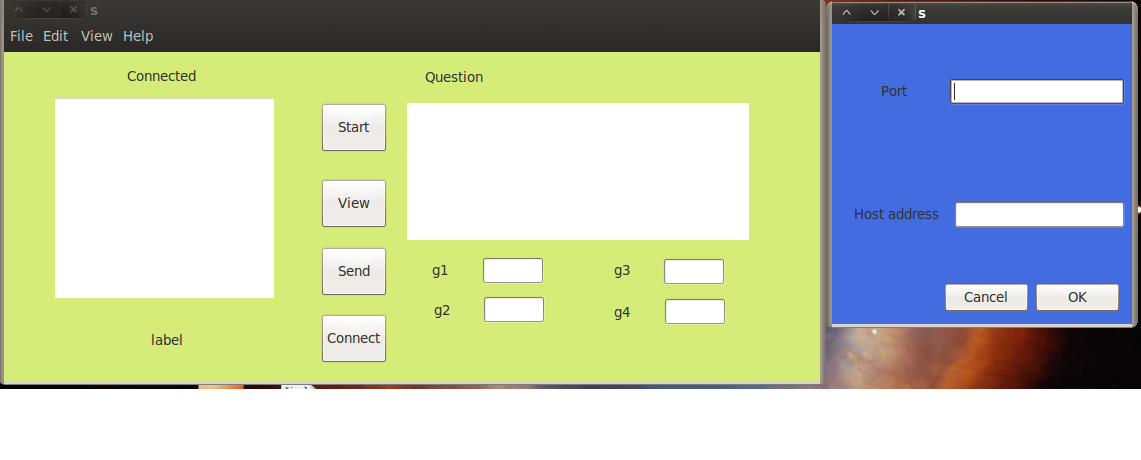 s
File Edit View Help
Connected
Question
Start
View
Send
Connect
g1
g3
g2
g4
label
s
Port
Host address
Cancel OK